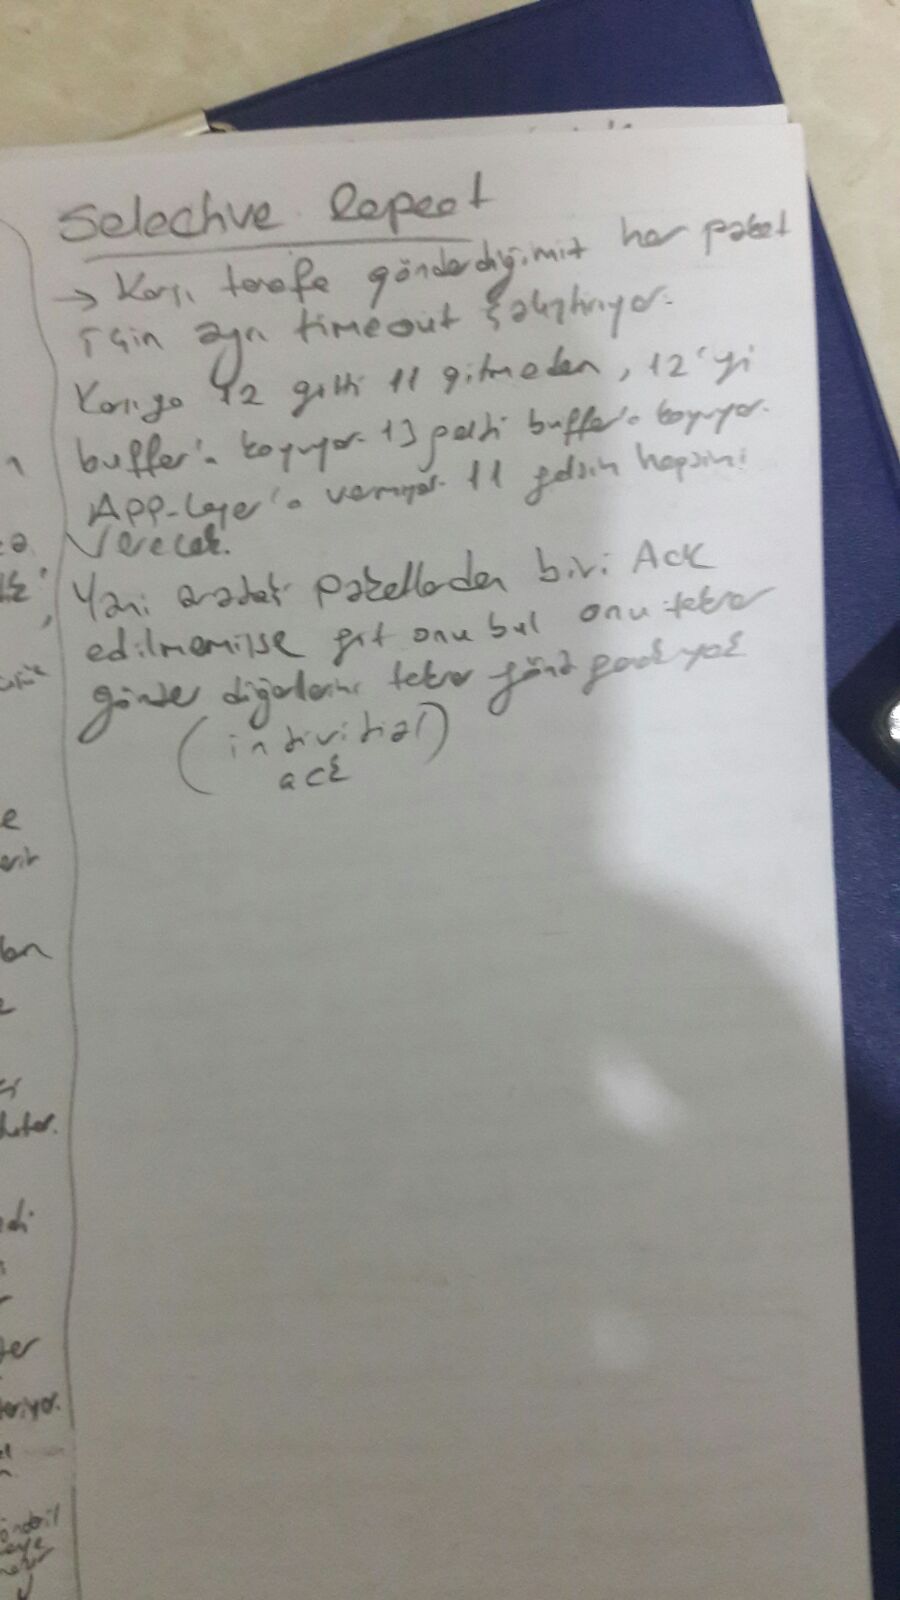 Selective Repeat
→ Karşı tarafa gönderdiğimiz her paket
için ayrı timeout çalıştırıyor.
Karşıya 12 gitti 11 gitmeden, 12'yi
buffer'a koyuyor. 13 geldi buffer'a koyuyor.
App-Layer'a vermiyor. 11 gelsin hepsini
verecek.
Yani aradaki paketlerden biri Ack
edilmemişse git onu bul onu tekrar
gönder diğerlerini tekrar gönd gerek yok
(individial)
ack